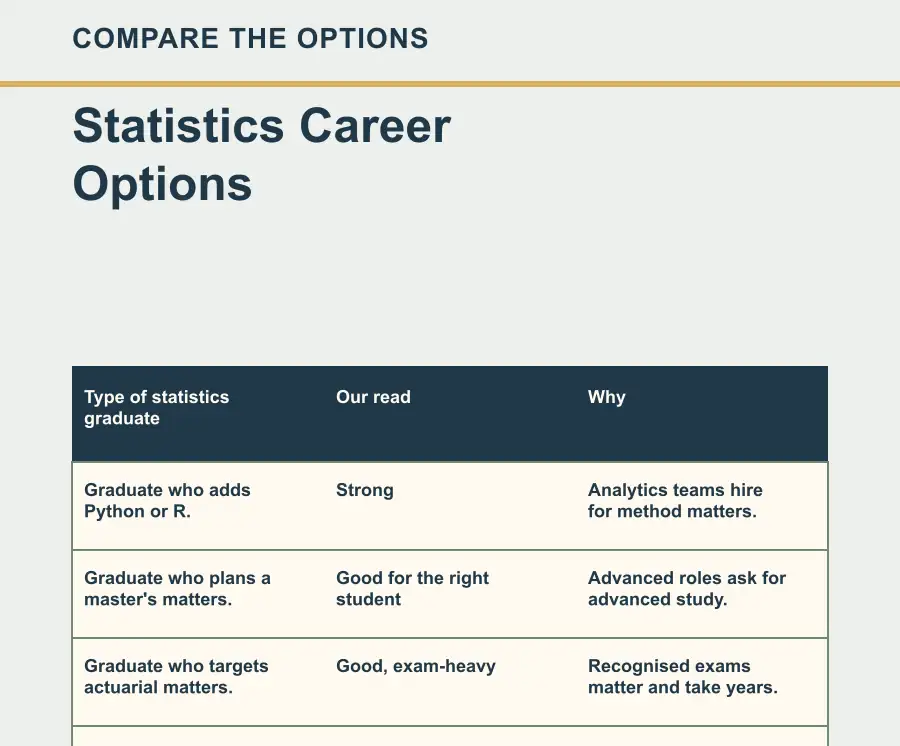 COMPARE THE OPTIONS
Statistics Career
Options
Type of statistics
graduate
Our read
Why
Graduate who adds
Python or R.
Strong
Analytics teams hire
for method matters.
Graduate who plans a
master's matters.
Good for the right
student
Advanced roles ask for
advanced study.
Graduate who targets
actuarial matters.
Good, exam-heavy
Recognised exams
matter and take years.